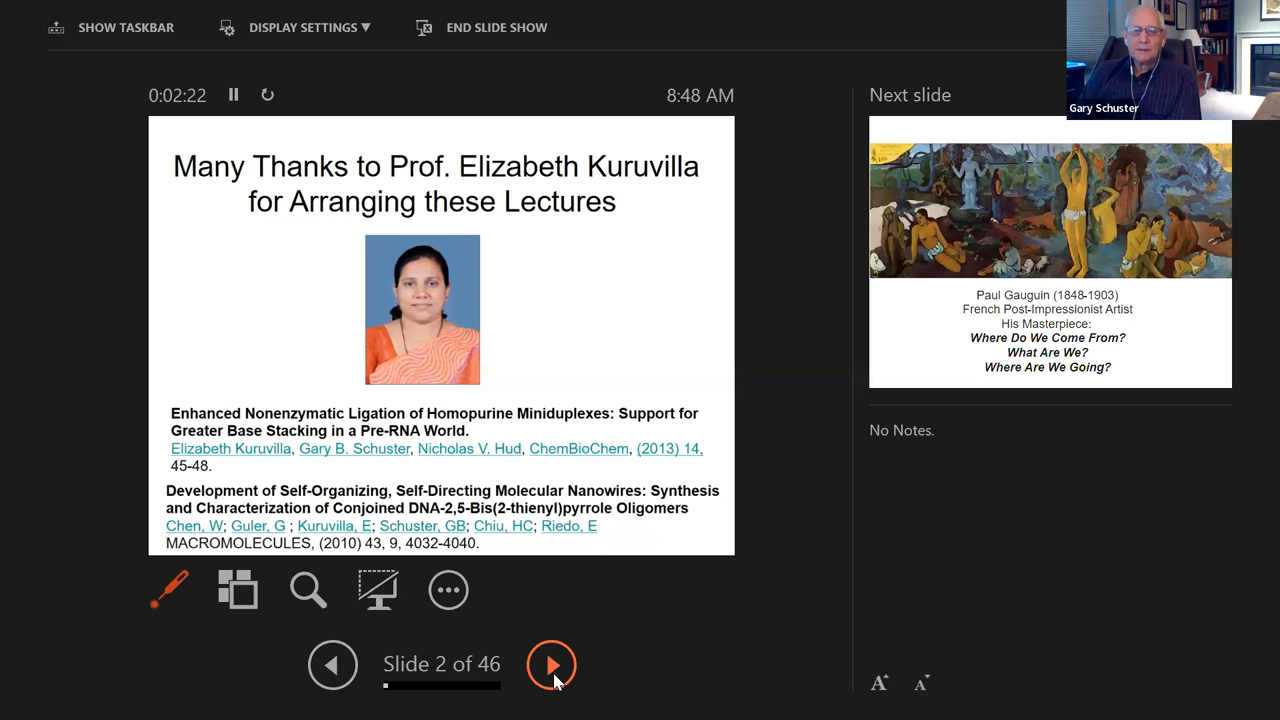 SHOW TASKBAR
DISPLAY SETTINGS ▼
END SLIDE SHOW
Gary Schuster
0:02:22
8:48 AM
Many Thanks to Prof. Elizabeth Kuruvilla
for Arranging these Lectures
Enhanced Nonenzymatic Ligation of Homopurine Miniduplexes: Support for
Greater Base Stacking in a Pre-RNA World.
Elizabeth Kuruvilla, Gary B. Schuster, Nicholas V. Hud, ChemBioChem, (2013) 14,
45-48.
Development of Self-Organizing, Self-Directing Molecular Nanowires: Synthesis
and Characterization of Conjoined DNA-2,5-Bis(2-thienyl)pyrrole Oligomers
Chen, W; Guler, G ; Kuruvilla, E; Schuster, GB; Chiu, HC; Riedo, E
MACROMOLECULES, (2010) 43, 9, 4032-4040.
Slide 2 of 46
Next slide
Paul Gauguin (1848-1903)
French Post-Impressionist Artist
His Masterpiece:
Where Do We Come From?
What Are We?
Where Are We Going?
No Notes.
A A